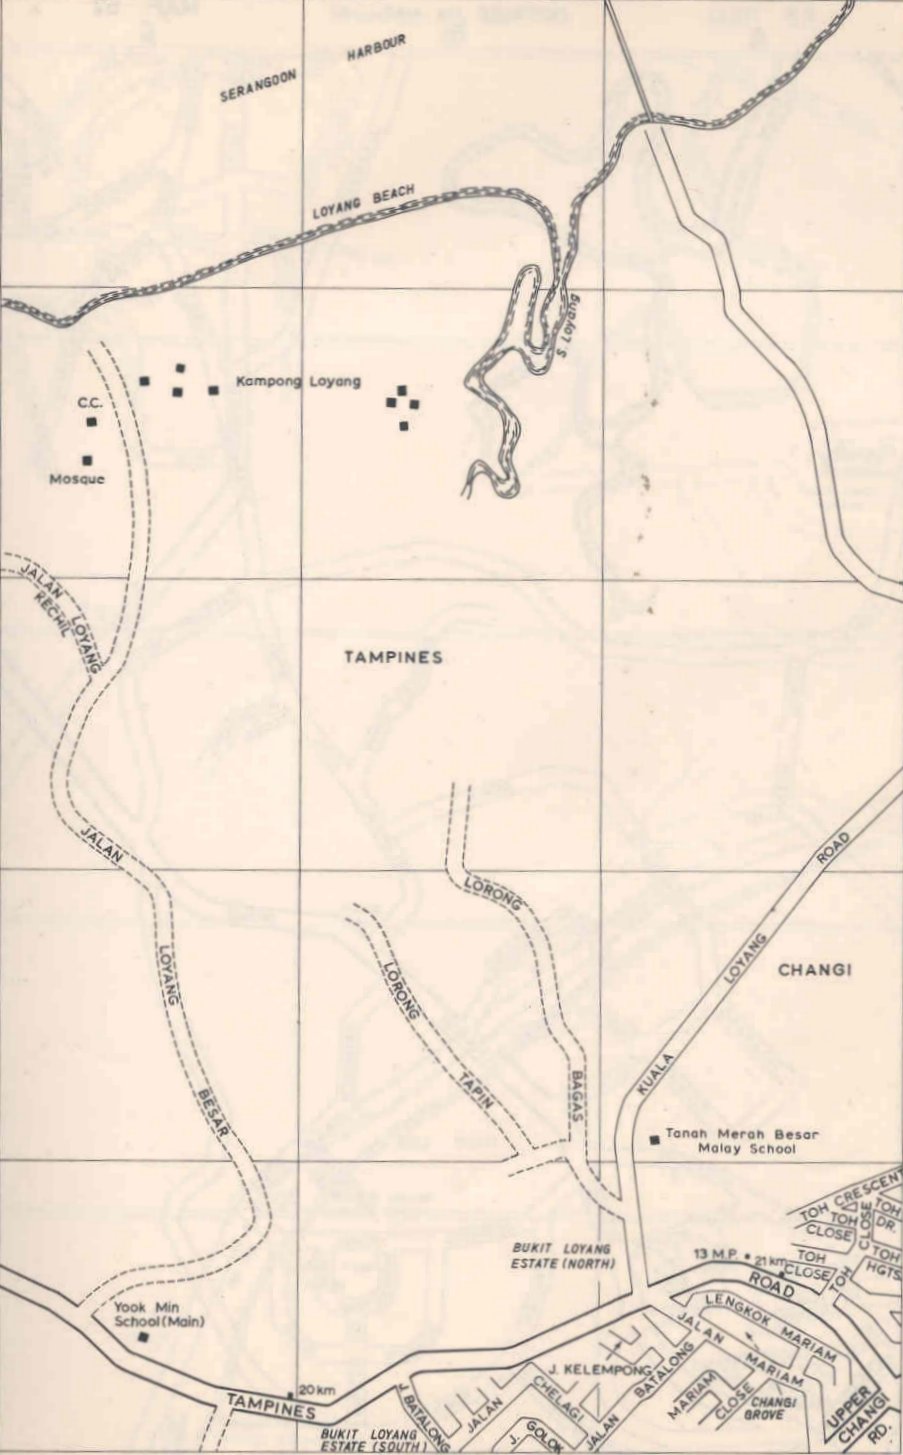 SERANGOON HARBOUR
LOYANG BEACH
S. Loyang
Kampong Loyang
C.C.
Mosque
JALAN LOYANG
KECHIL
TAMPINES
JALAN LOYANG BESAR
LORONG BAGAS
LORONG TAPIN
KUALA LOYANG ROAD
CHANGI
Tanah Merah Besar
Malay School
TOH CRESCENT
TOH
CLOSE
TOH
CLOSE
TOH
DR.
TOH
CLOSE
TOH
HGTS.
TOH
BUKIT LOYANG
ESTATE (NORTH)
13 M.P.
21 km
ROAD
LENGKOK MARIAM
JALAN MARIAM
Yook Min
School (Main)
20 km
TAMPINES
J. BATALONG
J. KELEMPONG
JALAN CHELAGI
JALAN BATALONG
J. GOLOK
MARIAM
CLOSE
CHANGI
GROVE
UPPER
CHANGI
RD.
BUKIT LOYANG
ESTATE (SOUTH)